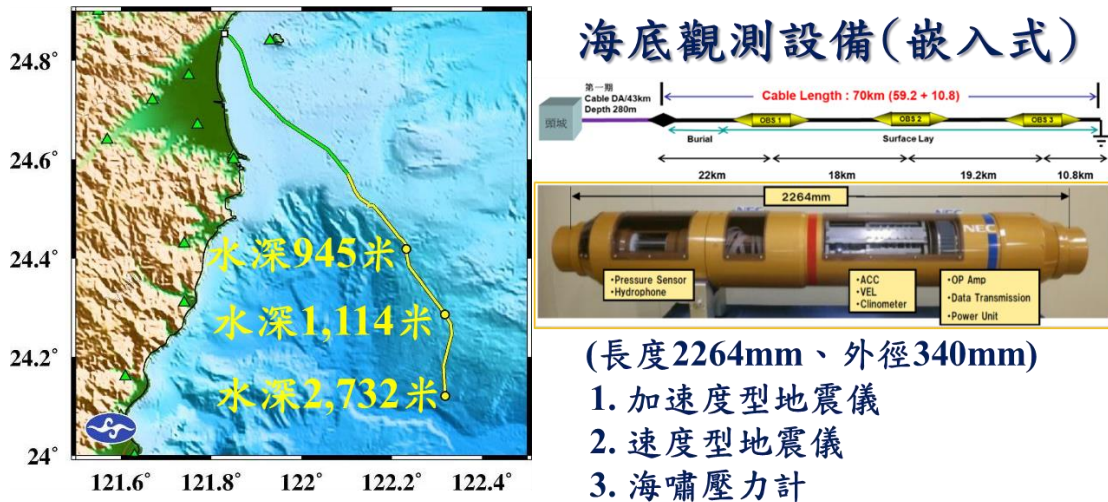 24.8°
24.6°
24.4°
24.2°
24°
121.6°
121.8°
122°
122.2°
122.4°
水深945米
水深1,114米
水深2,732米
海底觀測設備(嵌入式)
第一期
Cable DA/43km
Depth 280m
頭城
Cable Length : 70km (59.2 + 10.8)
OBS 1
OBS 2
OBS 3
Burial
Surface Lay
22km
18km
19.2km
10.8km
2264mm
NEC
•Pressure Sensor
•Hydrophone
•ACC
•VEL
•Clinometer
•OP Amp
•Data Transmission
•Power Unit
(長度2264mm、外徑340mm)
1. 加速度型地震儀
2. 速度型地震儀
3. 海嘯壓力計